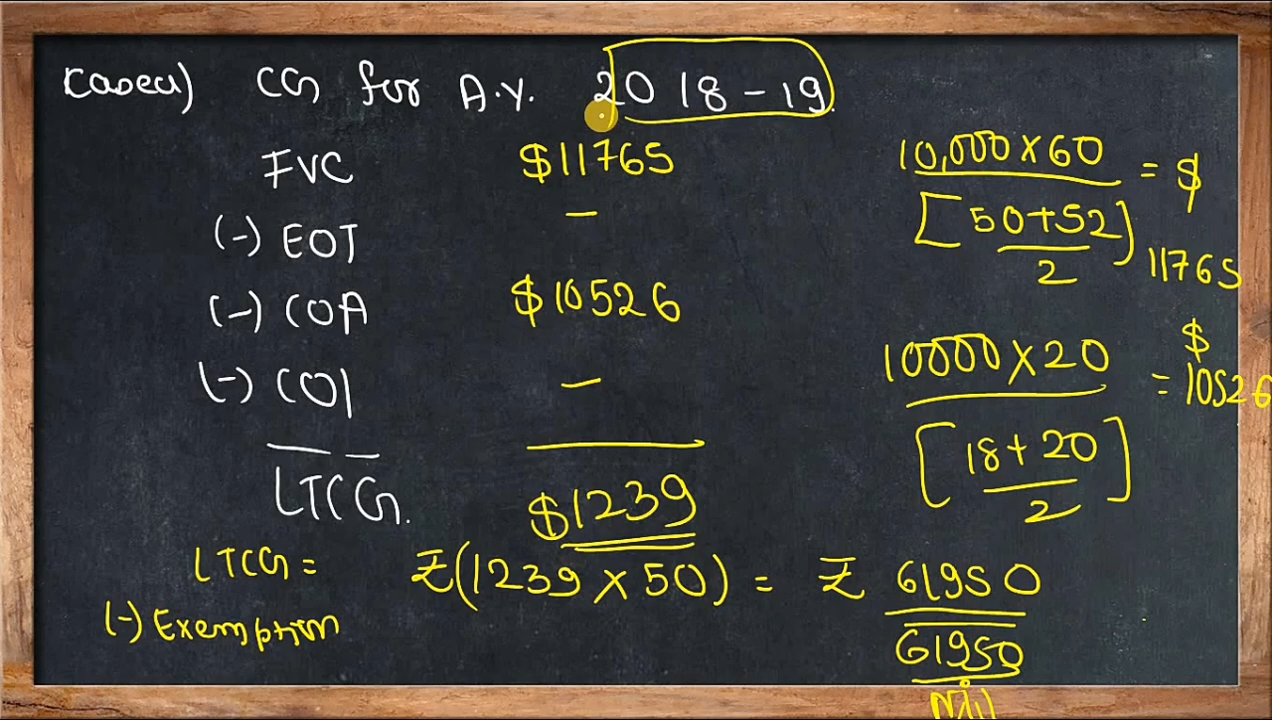 Case(a) CG for A.Y. 2018-19
FVC $11765
(-) EOT —
(-) COA $10526
(-) COI —
LTCG. $1239
LTCG = ₹(1239 × 50) = ₹ 61950
(-) Exemption 61950
Nil
10,000 × 60 = $
[50+52]
2
11765
10000 × 20 = $
10526
[18+20]
2